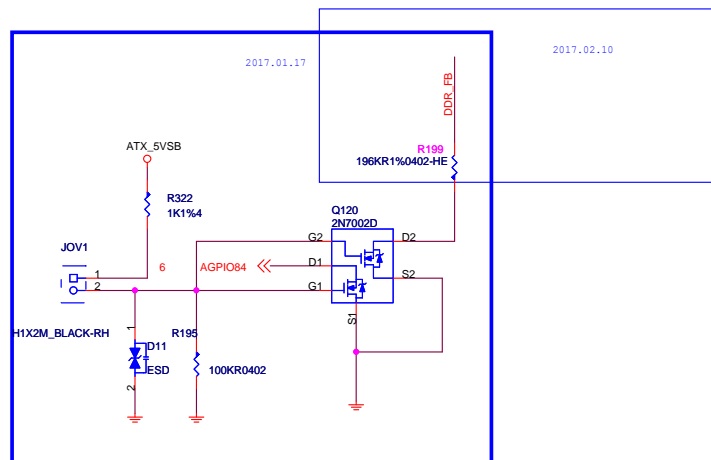 2017.01.17
2017.02.10
DDR_FB
R199
196KR1%0402-HE
ATX_5VSB
R322
1K1%4
Q120
2N7002D
JOV1
G2
D2
1
6
AGPIO84
D1
S2
2
G1
S1
H1X2M_BLACK-RH
1
D11
ESD
2
R195
100KR0402